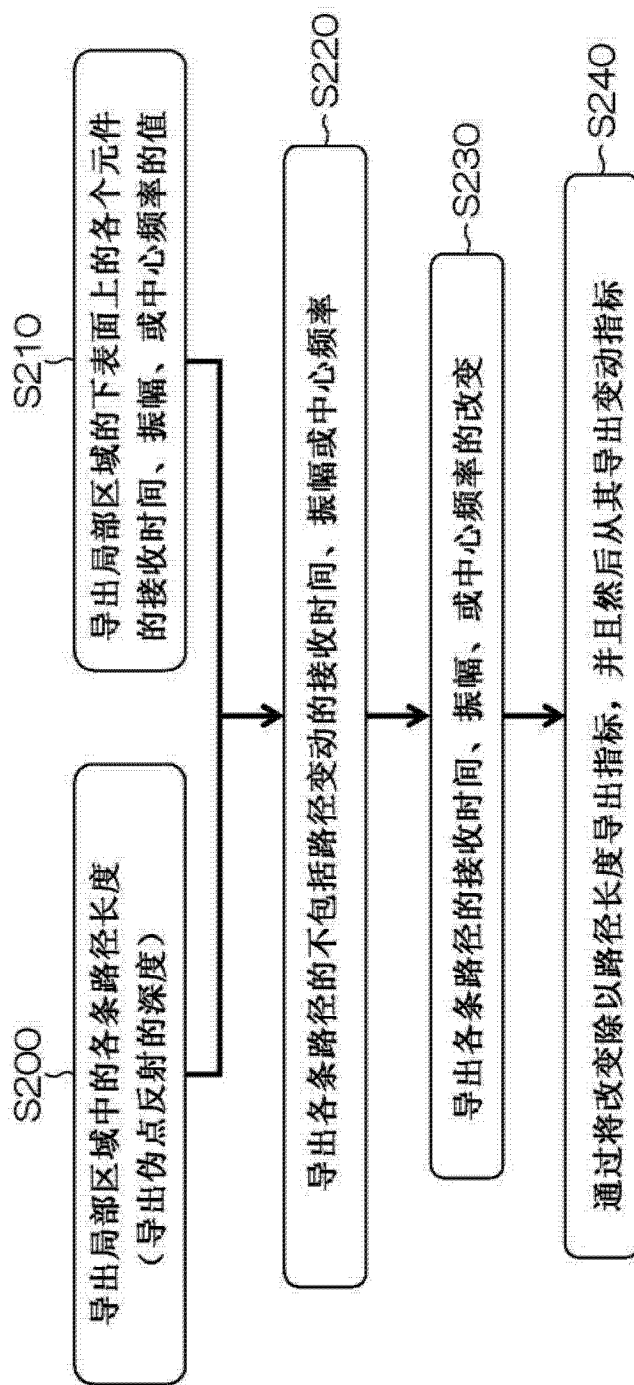 S200
导出局部区域中的各条路径长度
（导出伪点反射的深度）
S210
导出局部区域的下表面上的各个元件
的接收时间、振幅、或中心频率的值
S220
导出各条路径的不包括路径变动的接收时间、振幅或中心频率
S230
导出各条路径的接收时间、振幅、或中心频率的改变
S240
通过将改变除以路径长度导出指标，并且然后从其导出变动指标